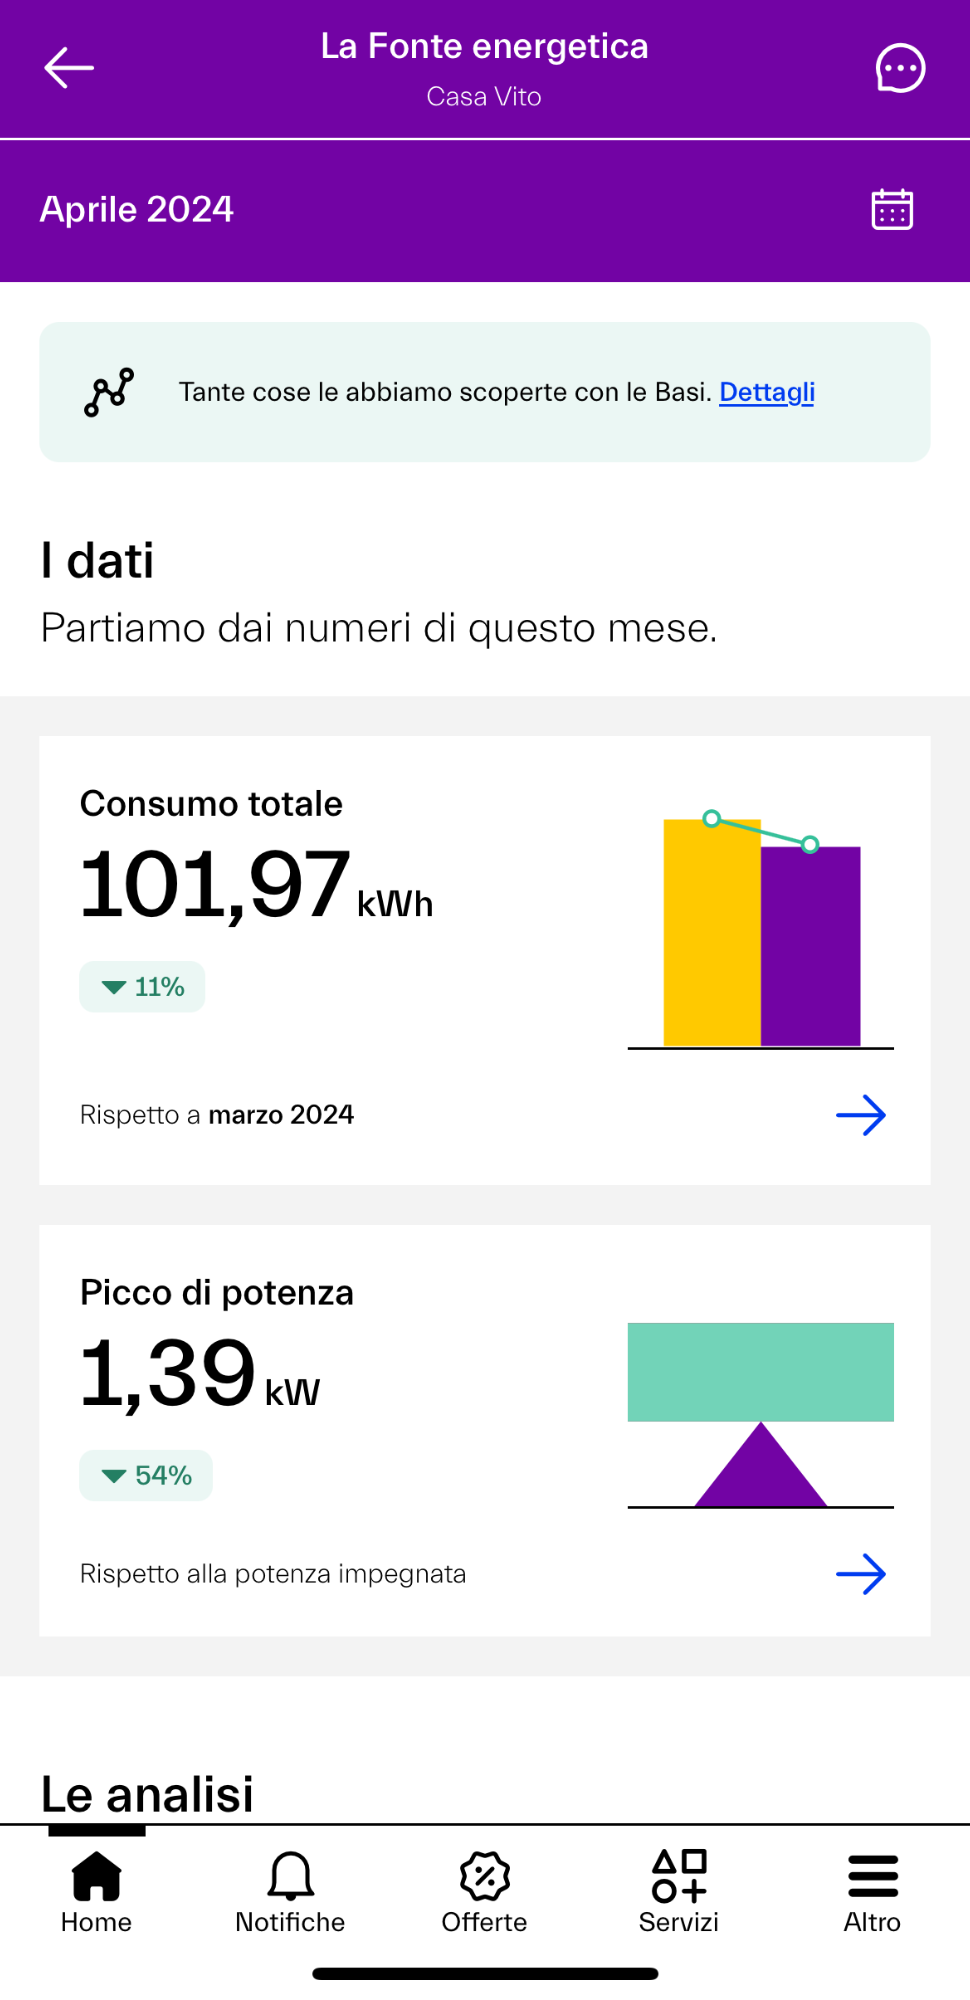 La Fonte energetica
Casa Vito
Aprile 2024
Tante cose le abbiamo scoperte con le Basi. Dettagli
I dati
Partiamo dai numeri di questo mese.
Consumo totale
101,97 kWh
11%
Rispetto a marzo 2024
Picco di potenza
1,39 kW
54%
Rispetto alla potenza impegnata
Le analisi
Home Notifiche Offerte Servizi Altro